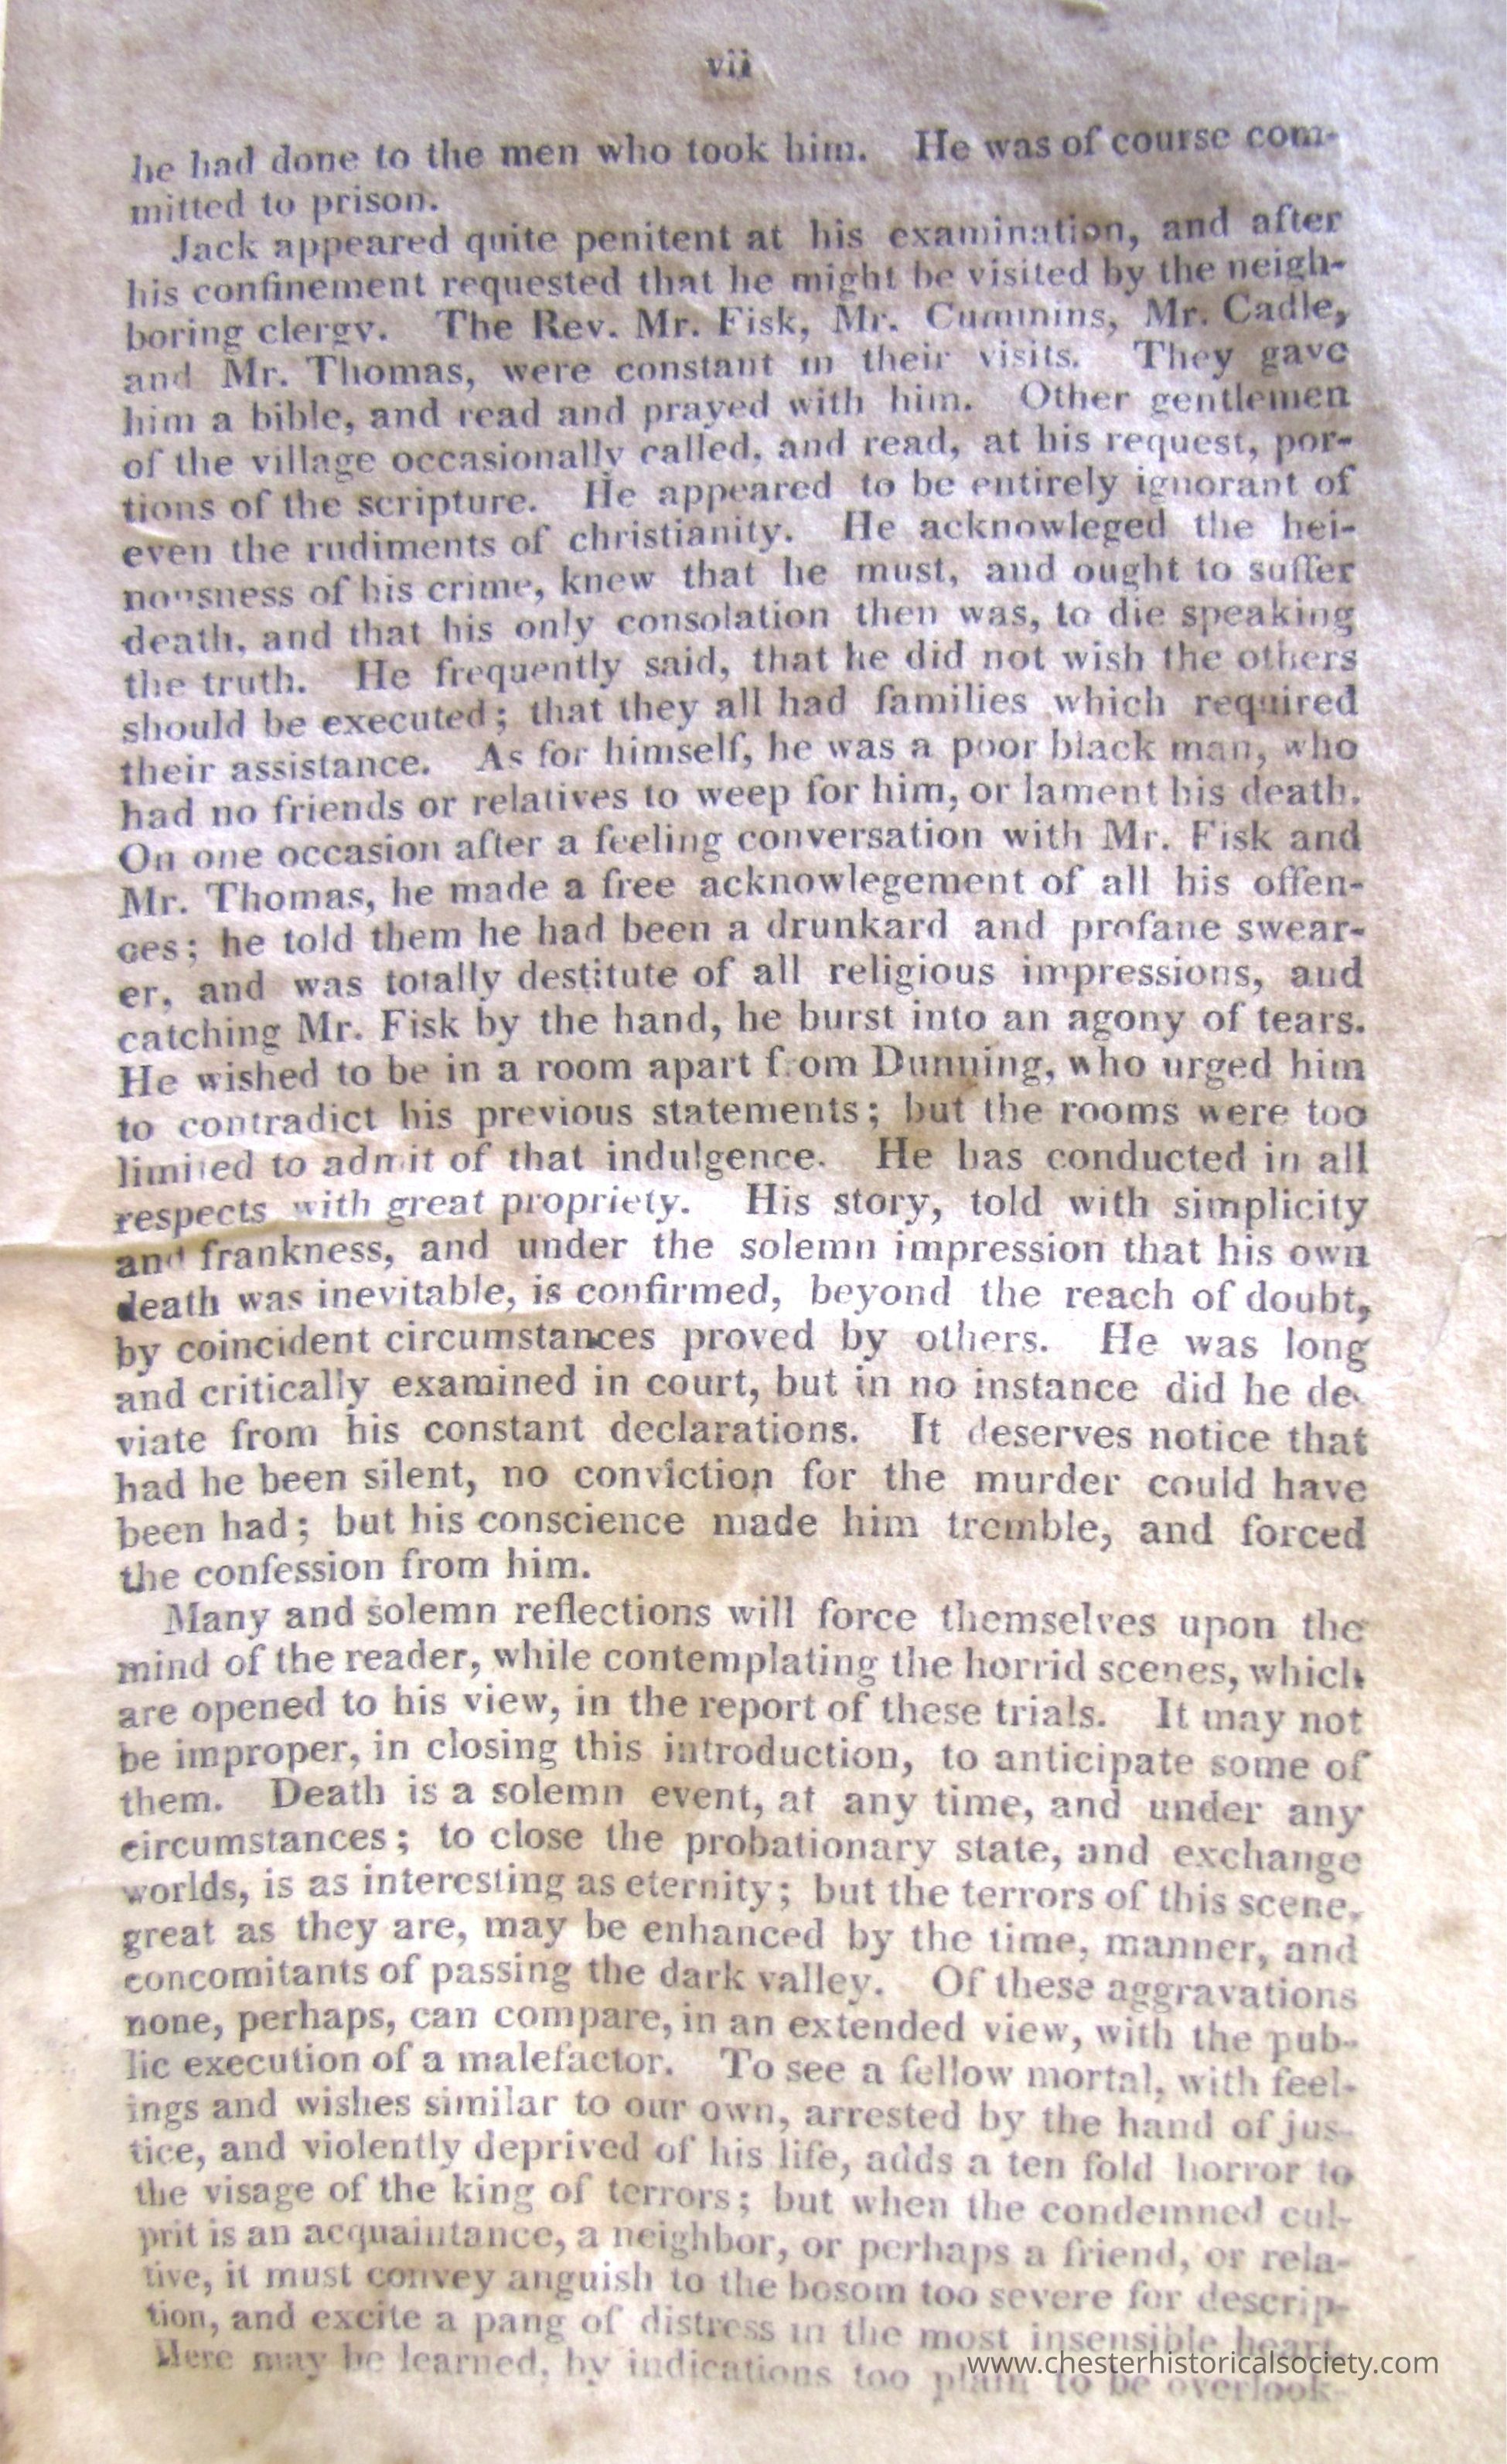 vii
he had done to the men who took him. He was of course com-
mitted to prison.
Jack appeared quite penitent at his examination, and after
his confinement requested that he might be visited by the neigh-
boring clergy. The Rev. Mr. Fisk, Mr. Cummins, Mr. Cadle,
and Mr. Thomas, were constant in their visits. They gave
him a bible, and read and prayed with him. Other gentlemen
of the village occasionally called, and read, at his request, por-
tions of the scripture. He appeared to be entirely ignorant of
even the rudiments of christianity. He acknowleged the hei-
nousness of his crime, knew that he must, and ought to suffer
death, and that his only consolation then was, to die speaking
the truth. He frequently said, that he did not wish the others
should be executed; that they all had families which required
their assistance. As for himself, he was a poor black man, who
had no friends or relatives to weep for him, or lament his death.
On one occasion after a feeling conversation with Mr. Fisk and
Mr. Thomas, he made a free acknowlegement of all his offen-
ces; he told them he had been a drunkard and profane swear-
er, and was totally destitute of all religious impressions, and
catching Mr. Fisk by the hand, he burst into an agony of tears.
He wished to be in a room apart from Dunning, who urged him
to contradict his previous statements; but the rooms were too
limited to admit of that indulgence. He has conducted in all
respects with great propriety. His story, told with simplicity
and frankness, and under the solemn impression that his own
death was inevitable, is confirmed, beyond the reach of doubt,
by coincident circumstances proved by others. He was long
and critically examined in court, but in no instance did he de-
viate from his constant declarations. It deserves notice that
had he been silent, no conviction for the murder could have
been had; but his conscience made him tremble, and forced
the confession from him.
Many and solemn reflections will force themselves upon the
mind of the reader, while contemplating the horrid scenes, which
are opened to his view, in the report of these trials. It may not
be improper, in closing this introduction, to anticipate some of
them. Death is a solemn event, at any time, and under any
circumstances; to close the probationary state, and exchange
worlds, is as interesting as eternity; but the terrors of this scene,
great as they are, may be enhanced by the time, manner, and
concomitants of passing the dark valley. Of these aggravations
none, perhaps, can compare, in an extended view, with the pub-
lic execution of a malefactor. To see a fellow mortal, with feel-
ings and wishes similar to our own, arrested by the hand of jus-
tice, and violently deprived of his life, adds a ten fold horror to
the visage of the king of terrors; but when the condemned cul-
prit is an acquaintance, a neighbor, or perhaps a friend, or rela-
tive, it must convey anguish to the bosom too severe for descrip-
tion, and excite a pang of distress in the most insensible heart.
Here may be learned, by indications too plain to be overlook-
www.chesterhistoricalsociety.com